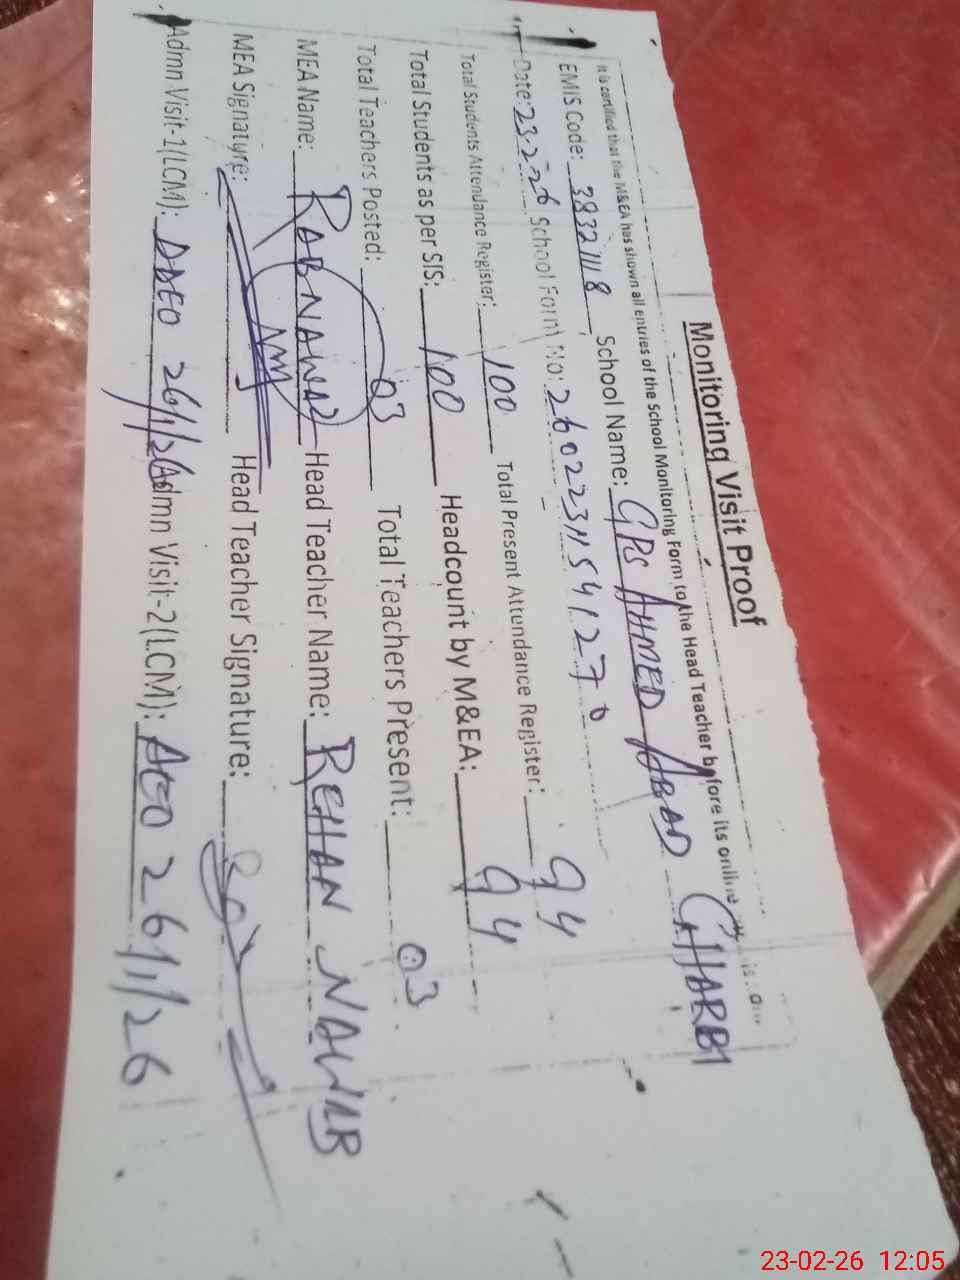 Monitoring Visit Proof
It is certified that the M&EA has shown all entries of the School Monitoring Form to the Head Teacher before its online
EMIS Code: 38321118 School Name: GPS AHMED ABAD GHARBI
Date: 23-2-26 School Form No: 26022311541270
Total Students Attendance Register: 100 Total Present Attendance Register: 94
Total Students as per SIS: 100 Headcount by M&EA: 94
Total Teachers Posted: 03 Total Teachers Present: 03
MEA Name: RABNAWAZ Head Teacher Name: REHAN NAWAB
MEA Signature: Head Teacher Signature:
Admn Visit-1(LCM): DDEO 26/1/26 Admn Visit-2(LCM): AEO 26/1/26
23-02-26 12:05